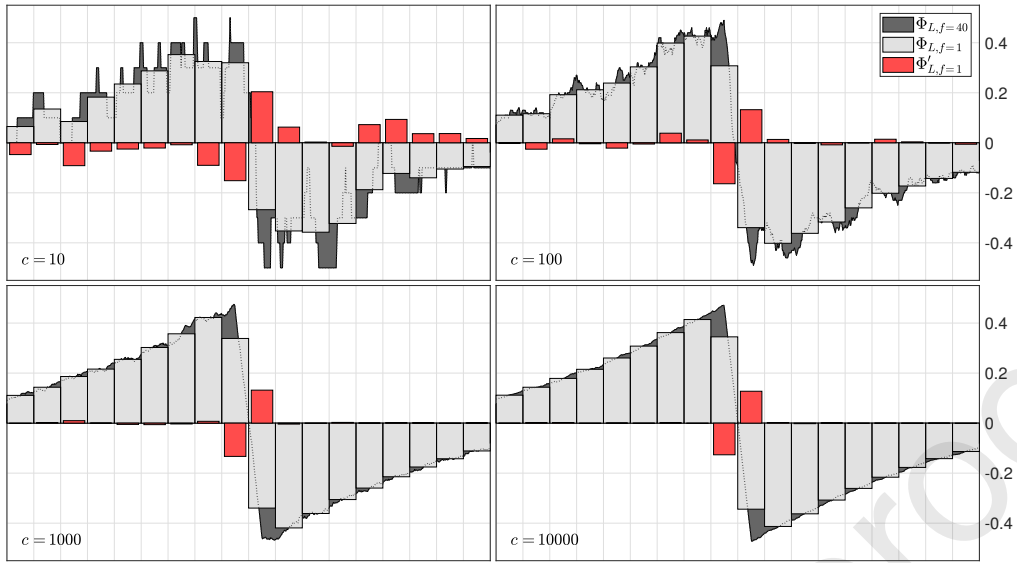 Φ_{L,f=40}
Φ_{L,f=1}
Φ′_{L,f=1}
0.4
0.2
0
-0.2
-0.4
c = 10
c = 100
0.4
0.2
0
-0.2
-0.4
c = 1000
c = 10000
roo